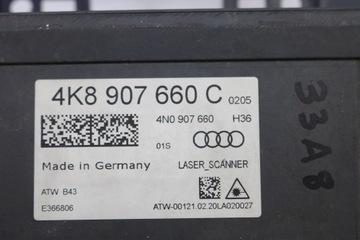 4K8 907 660 C 0205
4N0 907 660 H36
01S
Made in Germany
LASER_SCANNER
ATW B43
E366806
ATW-00121.02.20LA020027
33A8